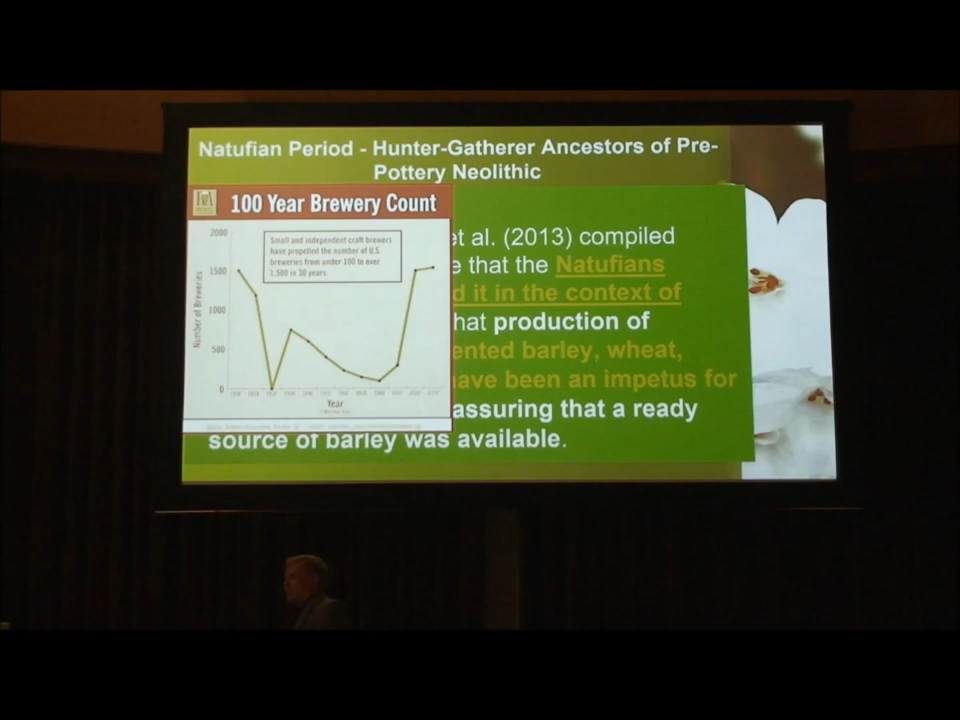 Natufian Period - Hunter-Gatherer Ancestors of Pre-
Pottery Neolithic
100 Year Brewery Count
Small and independent craft brewers
have propelled the number of U.S.
breweries from under 100 to over
1,500 in 30 years.
2000
1500
1000
500
0
Number of Breweries
Year
et al. (2013) compiled
e that the Natufians
d it in the context of
hat production of
ented barley, wheat,
ave been an impetus for
assuring that a ready
source of barley was available.